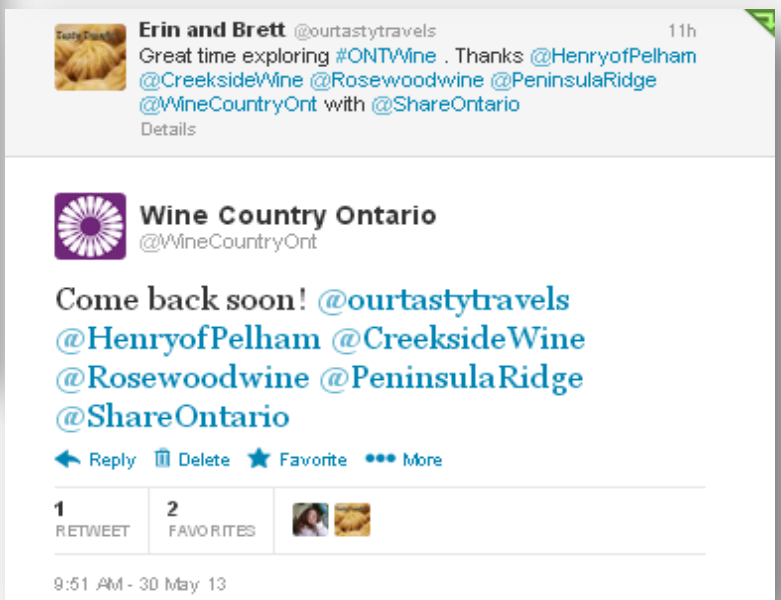 Tasty Travels
Erin and Brett @ourtastytravels 11h
Great time exploring #ONTWine . Thanks @HenryofPelham
@CreeksideWine @Rosewoodwine @PeninsulaRidge
@WineCountryOnt with @ShareOntario
Details
Wine Country Ontario
@WineCountryOnt
Come back soon! @ourtastytravels
@HenryofPelham @CreeksideWine
@Rosewoodwine @PeninsulaRidge
@ShareOntario
Reply Delete Favorite More
1 2
RETWEET FAVORITES
9:51 AM - 30 May 13